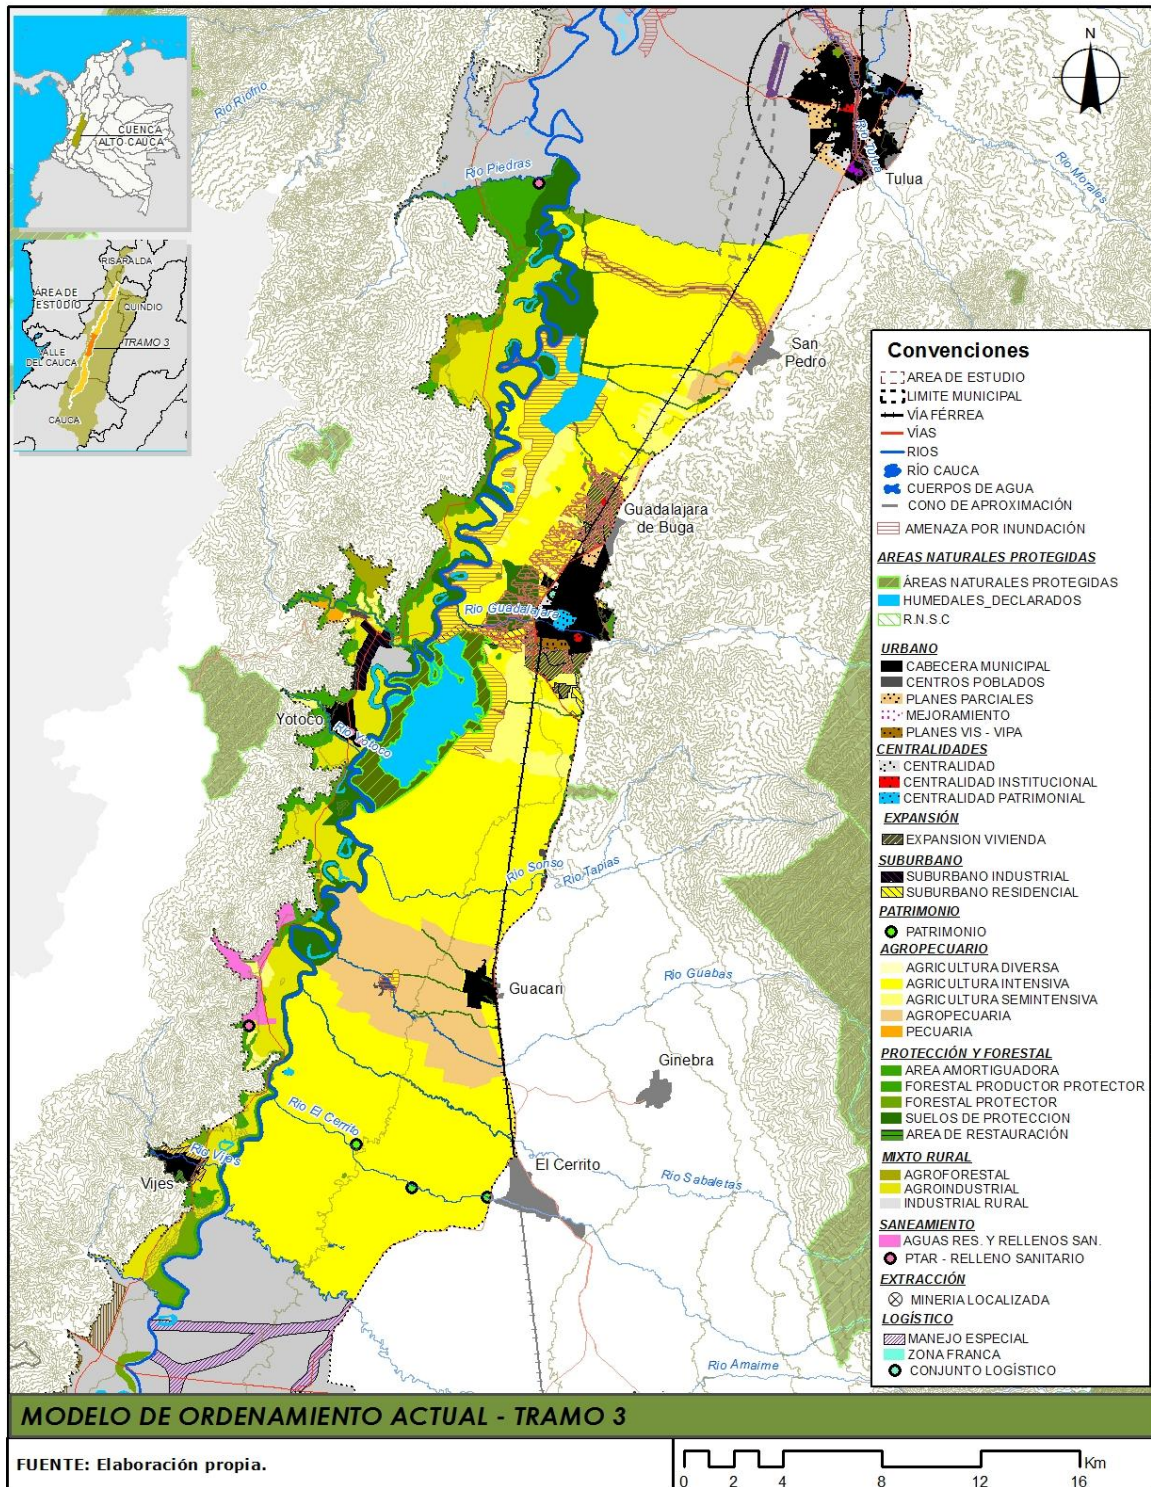 CUENCA
ALTO CAUCA
RISARALDA
ÁREA DE
ESTUDIO
QUINDIO
TRAMO 3
VALLE
DEL CAUCA
CAUCA
N
Rio Riofrio
Rio Piedras
Rio Tulua
Rio Morales
Tulua
San
Pedro
Guadalajara
de Buga
Rio Guadalajara
Yotoco
Rio Yotoco
Rio Sonso
Rio Tapias
Rio Guabas
Guacari
Ginebra
Rio El Cerrito
El Cerrito
Rio Sabaletas
Rio Vijes
Vijes
Rio Amaime
Convenciones
AREA DE ESTUDIO
LIMITE MUNICIPAL
VÍA FÉRREA
VÍAS
RIOS
RÍO CAUCA
CUERPOS DE AGUA
CONO DE APROXIMACIÓN
AMENAZA POR INUNDACIÓN
AREAS NATURALES PROTEGIDAS
ÁREAS NATURALES PROTEGIDAS
HUMEDALES_DECLARADOS
R.N.S.C
URBANO
CABECERA MUNICIPAL
CENTROS POBLADOS
PLANES PARCIALES
MEJORAMIENTO
PLANES VIS - VIPA
CENTRALIDADES
CENTRALIDAD
CENTRALIDAD INSTITUCIONAL
CENTRALIDAD PATRIMONIAL
EXPANSIÓN
EXPANSION VIVIENDA
SUBURBANO
SUBURBANO INDUSTRIAL
SUBURBANO RESIDENCIAL
PATRIMONIO
PATRIMONIO
AGROPECUARIO
AGRICULTURA DIVERSA
AGRICULTURA INTENSIVA
AGRICULTURA SEMINTENSIVA
AGROPECUARIA
PECUARIA
PROTECCIÓN Y FORESTAL
AREA AMORTIGUADORA
FORESTAL PRODUCTOR PROTECTOR
FORESTAL PROTECTOR
SUELOS DE PROTECCION
AREA DE RESTAURACIÓN
MIXTO RURAL
AGROFORESTAL
AGROINDUSTRIAL
INDUSTRIAL RURAL
SANEAMIENTO
AGUAS RES. Y RELLENOS SAN.
PTAR - RELLENO SANITARIO
EXTRACCIÓN
MINERIA LOCALIZADA
LOGÍSTICO
MANEJO ESPECIAL
ZONA FRANCA
CONJUNTO LOGÍSTICO
MODELO DE ORDENAMIENTO ACTUAL - TRAMO 3
FUENTE: Elaboración propia.
Km
0 2 4 8 12 16